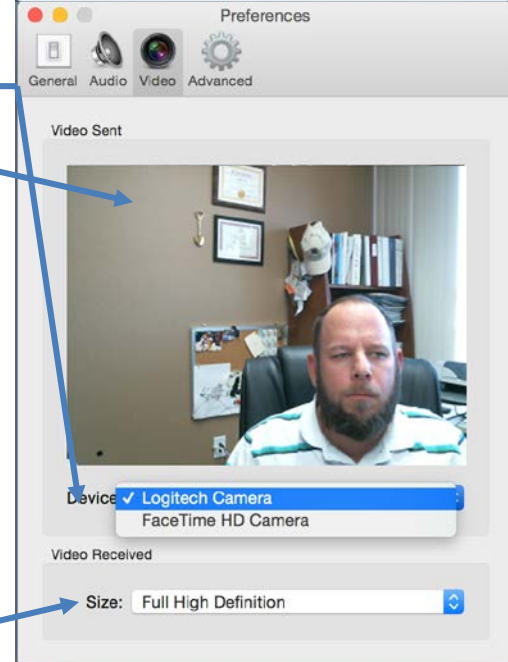 Preferences
General Audio Video Advanced
Video Sent
Device
✓ Logitech Camera
FaceTime HD Camera
Video Received
Size: Full High Definition